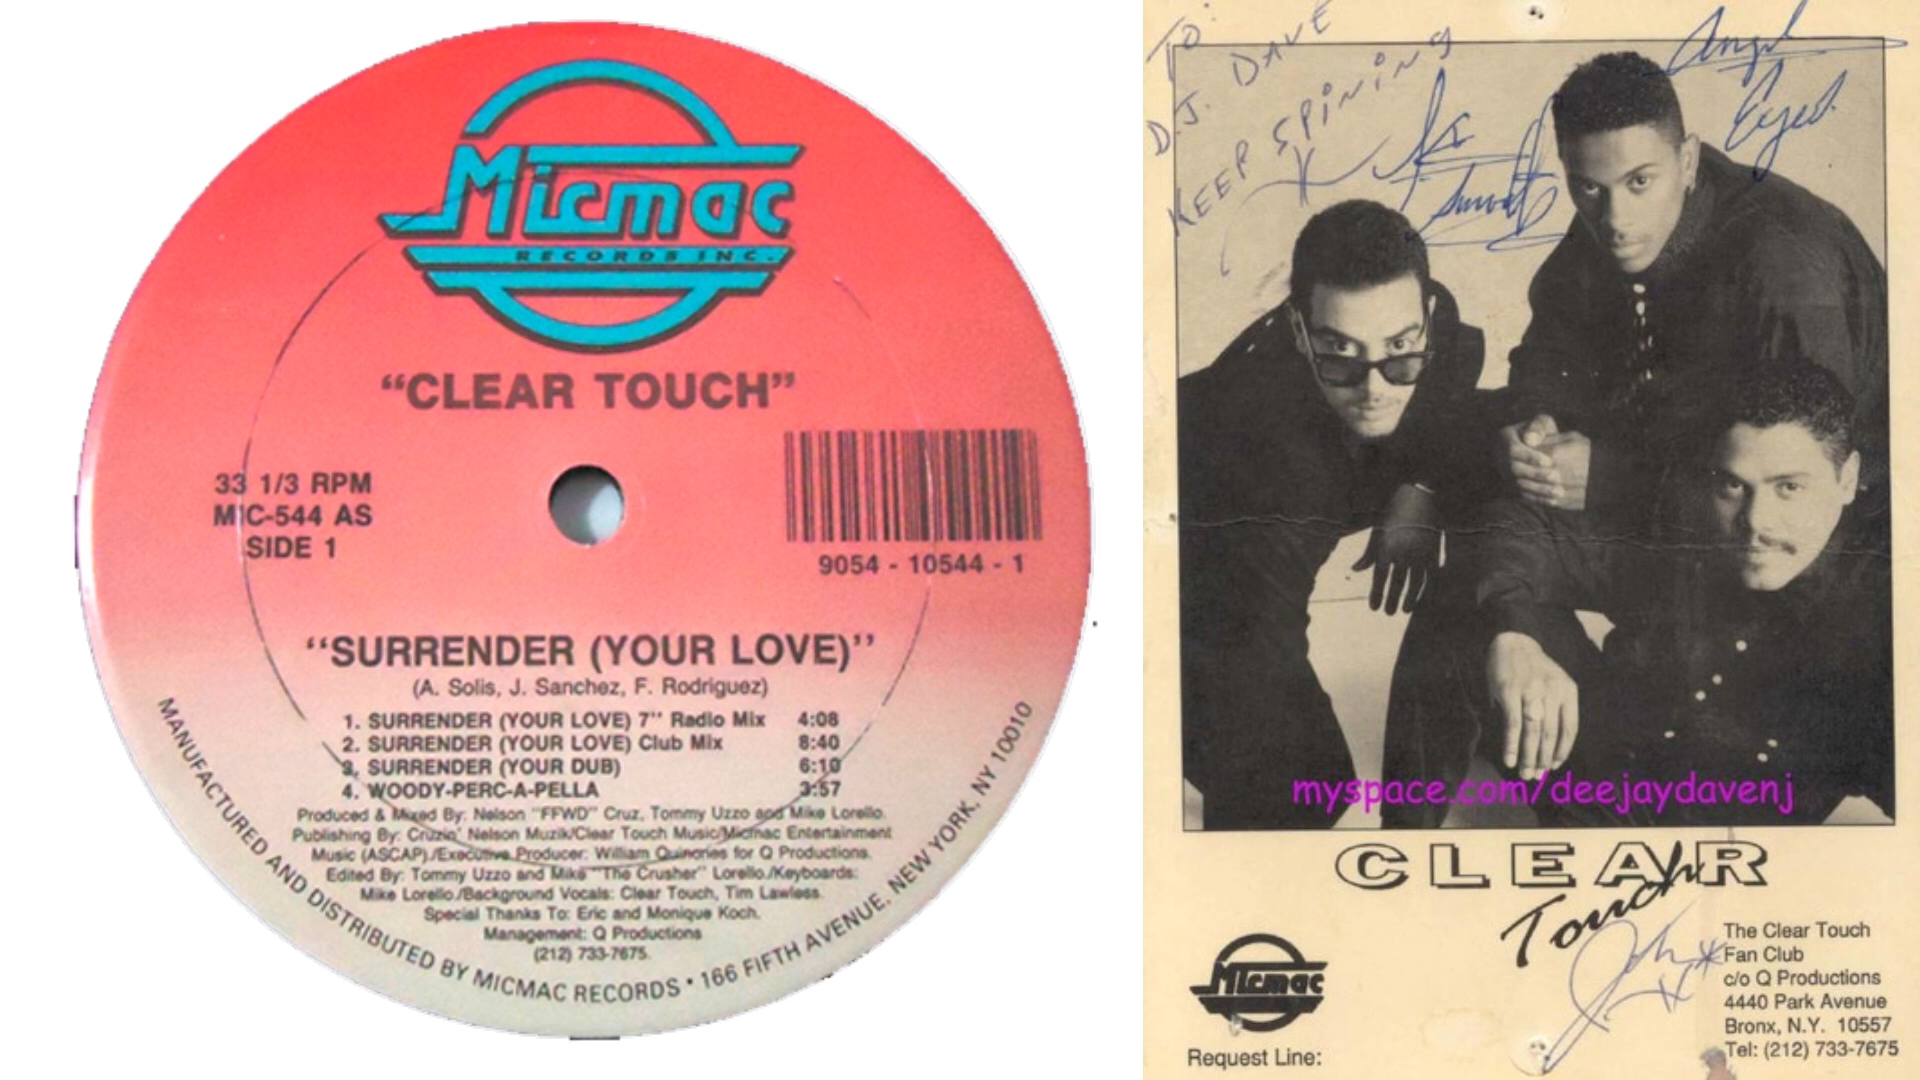 Micmac
RECORDS INC.
“CLEAR TOUCH”
33 1/3 RPM
MIC-544 AS
SIDE 1
9054 - 10544 - 1
“SURRENDER (YOUR LOVE)”
(A. Solis, J. Sanchez, F. Rodriguez)
1. SURRENDER (YOUR LOVE) 7" Radio Mix 4:08
2. SURRENDER (YOUR LOVE) Club Mix 8:40
3. SURRENDER (YOUR DUB) 6:10
4. WOODY-PERC-A-PELLA 3:57
Produced & Mixed By: Nelson "FFWD" Cruz, Tommy Uzzo and Mike Lorello.
Publishing By: Cruzin' Nelson Muzik/Clear Touch Music/Micmac Entertainment
Music (ASCAP)./Executive Producer: William Quinones for Q Productions.
Edited By: Tommy Uzzo and Mike "The Crusher" Lorello./Keyboards:
Mike Lorello./Background Vocals: Clear Touch, Tim Lawless.
Special Thanks To: Eric and Monique Koch.
Management: Q Productions
(212) 733-7675.
MANUFACTURED AND DISTRIBUTED BY MICMAC RECORDS • 166 FIFTH AVENUE, NEW YORK, NY 10010
TO:
D.J. DAVE
KEEP SPINING
Angel
Eyes
myspace.com/deejaydavenj
CLEAR
Touch
John
Micmac
Request Line:
The Clear Touch
Fan Club
c/o Q Productions
4440 Park Avenue
Bronx, N.Y. 10557
Tel: (212) 733-7675